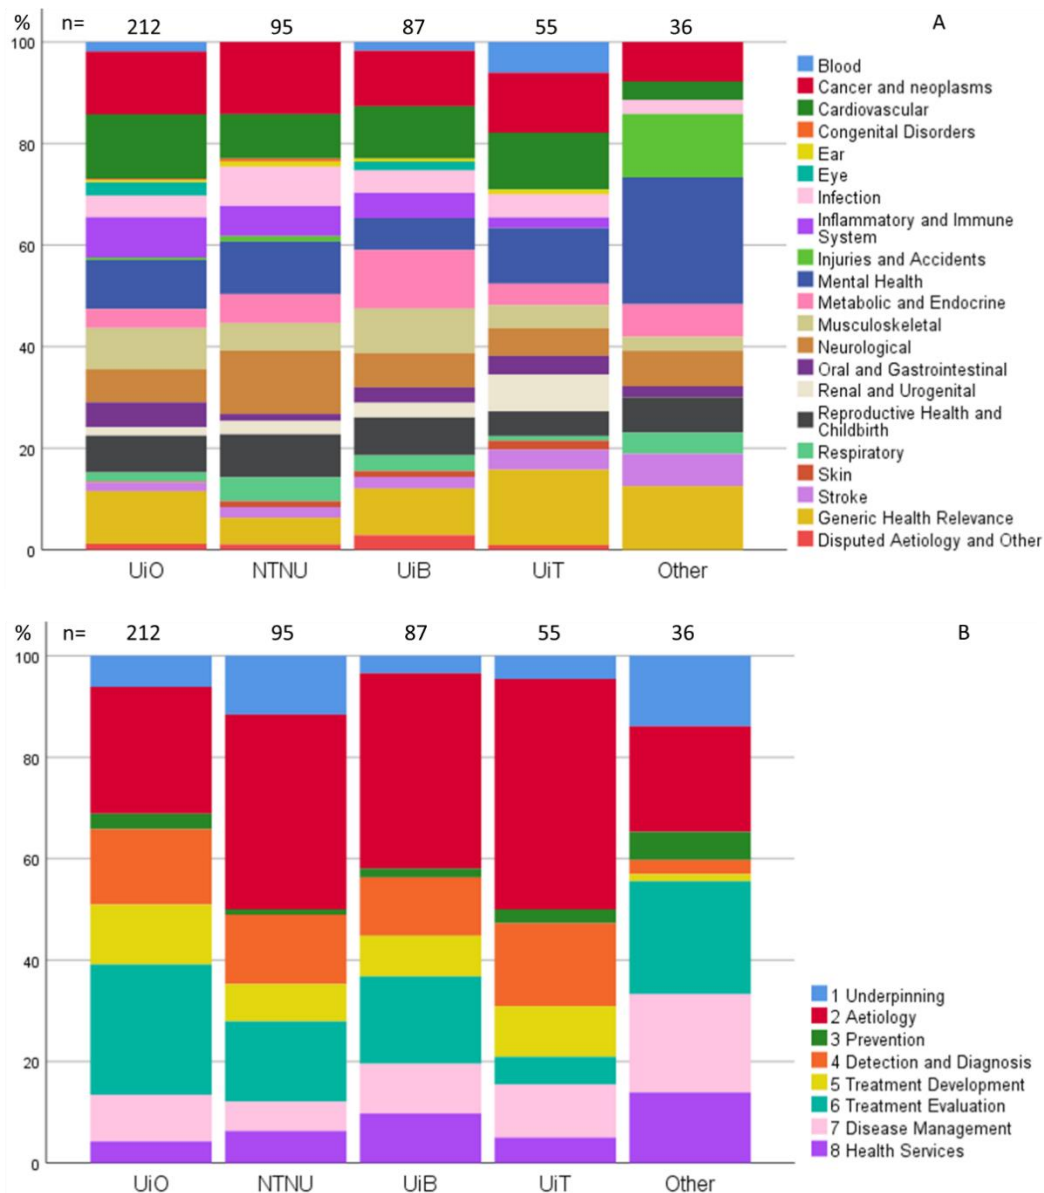 % n= 212 95 87 55 36 A
100
80
60
40
20
0
UiO NTNU UiB UiT Other
Blood
Cancer and neoplasms
Cardiovascular
Congenital Disorders
Ear
Eye
Infection
Inflammatory and Immune
System
Injuries and Accidents
Mental Health
Metabolic and Endocrine
Musculoskeletal
Neurological
Oral and Gastrointestinal
Renal and Urogenital
Reproductive Health and
Childbirth
Respiratory
Skin
Stroke
Generic Health Relevance
Disputed Aetiology and Other
% n= 212 95 87 55 36 B
100
80
60
40
20
0
UiO NTNU UiB UiT Other
1 Underpinning
2 Aetiology
3 Prevention
4 Detection and Diagnosis
5 Treatment Development
6 Treatment Evaluation
7 Disease Management
8 Health Services